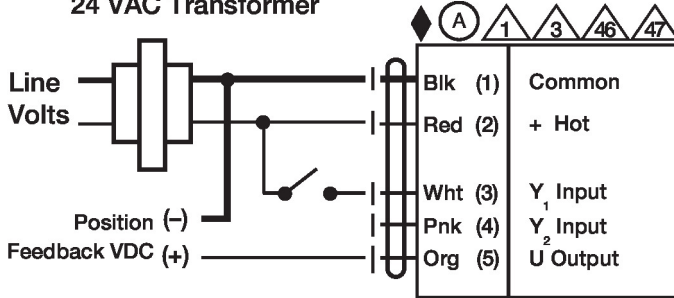 24 VAC Transformer
A 1 3 46 47
Line Volts
Blk (1) Common
Red (2) + Hot
Wht (3) Y1 Input
Position (–)
Pnk (4) Y2 Input
Feedback VDC (+)
Org (5) U Output